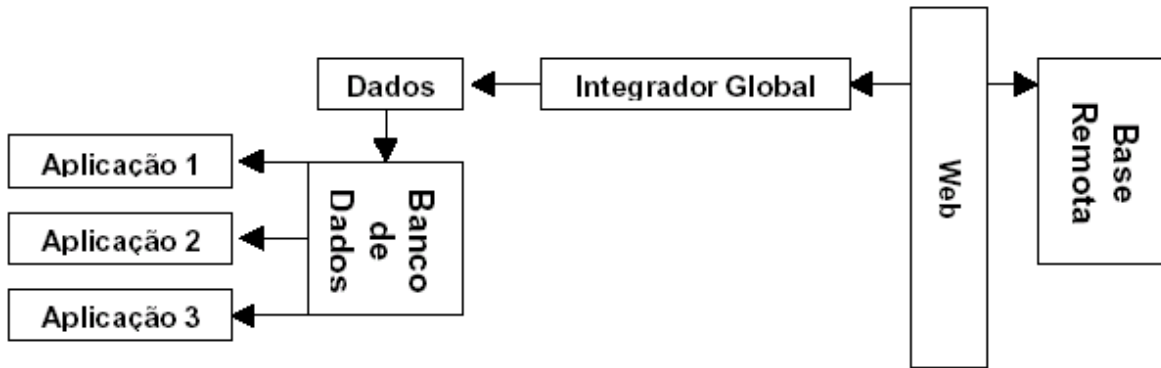 Dados
Integrador Global
Web
Base
Remota
Aplicação 1
Aplicação 2
Aplicação 3
Banco
de
Dados